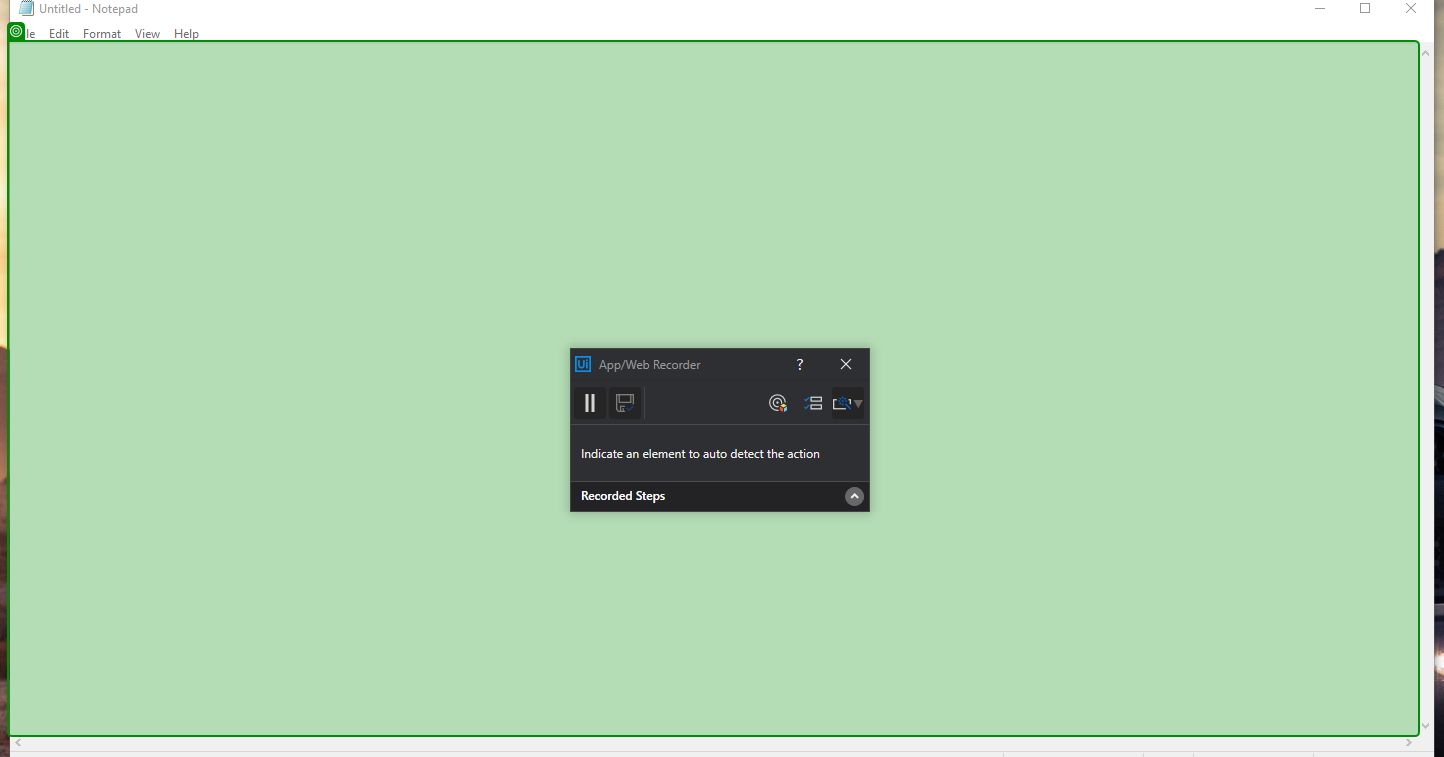 Untitled - Notepad
le Edit Format View Help
Ui App/Web Recorder ?
Indicate an element to auto detect the action
Recorded Steps